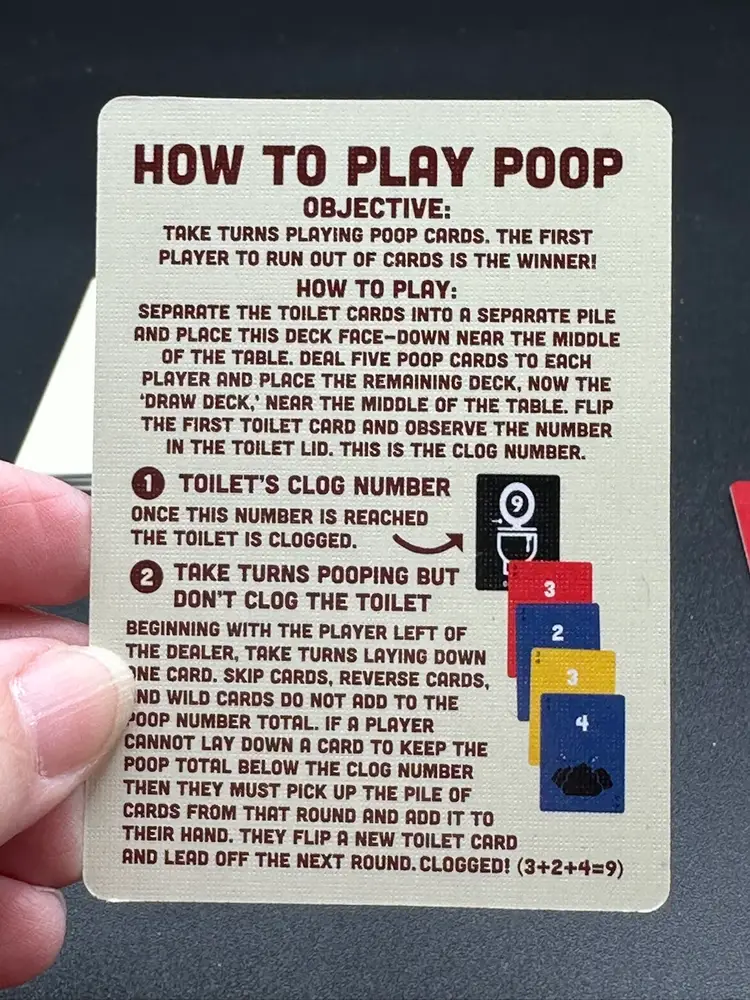 HOW TO PLAY POOP
OBJECTIVE:
TAKE TURNS PLAYING POOP CARDS. THE FIRST
PLAYER TO RUN OUT OF CARDS IS THE WINNER!
HOW TO PLAY:
SEPARATE THE TOILET CARDS INTO A SEPARATE PILE
AND PLACE THIS DECK FACE-DOWN NEAR THE MIDDLE
OF THE TABLE. DEAL FIVE POOP CARDS TO EACH
PLAYER AND PLACE THE REMAINING DECK, NOW THE
'DRAW DECK,' NEAR THE MIDDLE OF THE TABLE. FLIP
THE FIRST TOILET CARD AND OBSERVE THE NUMBER
IN THE TOILET LID. THIS IS THE CLOG NUMBER.
1 TOILET'S CLOG NUMBER
ONCE THIS NUMBER IS REACHED
THE TOILET IS CLOGGED.
9
2 TAKE TURNS POOPING BUT
DON'T CLOG THE TOILET
3
2
3
4
BEGINNING WITH THE PLAYER LEFT OF
THE DEALER, TAKE TURNS LAYING DOWN
ONE CARD. SKIP CARDS, REVERSE CARDS,
AND WILD CARDS DO NOT ADD TO THE
POOP NUMBER TOTAL. IF A PLAYER
CANNOT LAY DOWN A CARD TO KEEP THE
POOP TOTAL BELOW THE CLOG NUMBER
THEN THEY MUST PICK UP THE PILE OF
CARDS FROM THAT ROUND AND ADD IT TO
THEIR HAND. THEY FLIP A NEW TOILET CARD
AND LEAD OFF THE NEXT ROUND. CLOGGED! (3+2+4=9)